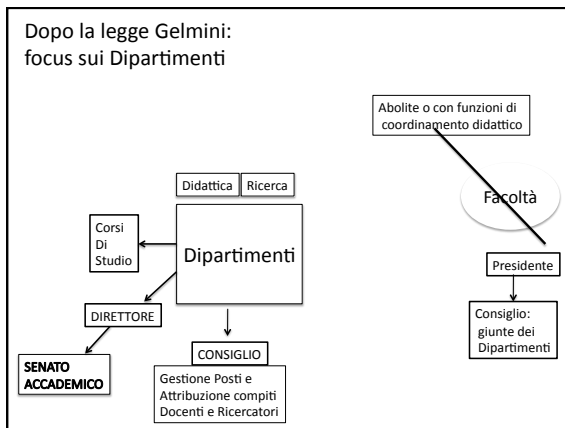 Dopo la legge Gelmini:
focus sui Dipartimenti
Abolite o con funzioni di
coordinamento didattico
Didattica
Ricerca
Facoltà
Corsi
Di
Studio
Dipartimenti
Presidente
DIRETTORE
Consiglio:
giunte dei
Dipartimenti
SENATO
ACCADEMICO
CONSIGLIO
Gestione Posti e
Attribuzione compiti
Docenti e Ricercatori